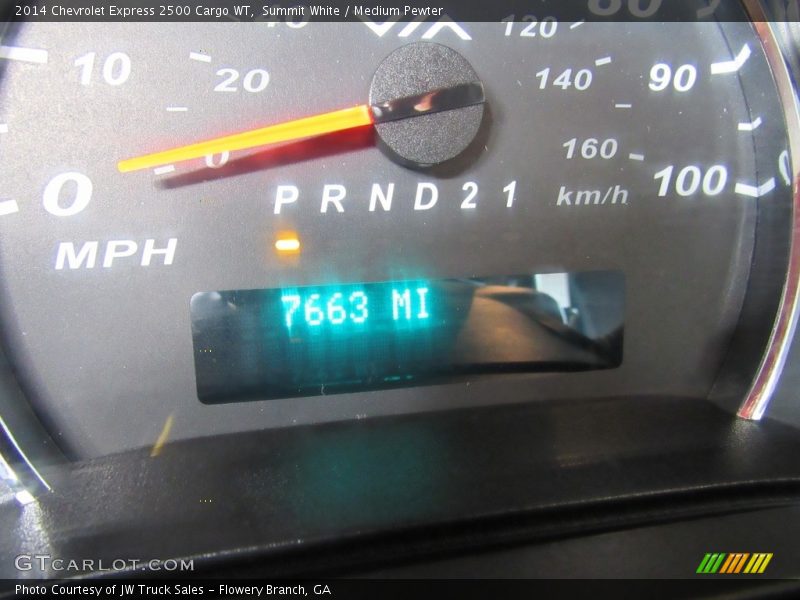 2014 Chevrolet Express 2500 Cargo WT, Summit White / Medium Pewter
120
10
20
140
90
0
0
160
100
P R N D 2 1
km/h
MPH
7663 MI
GTCARLOT.COM
Photo Courtesy of JW Truck Sales – Flowery Branch, GA